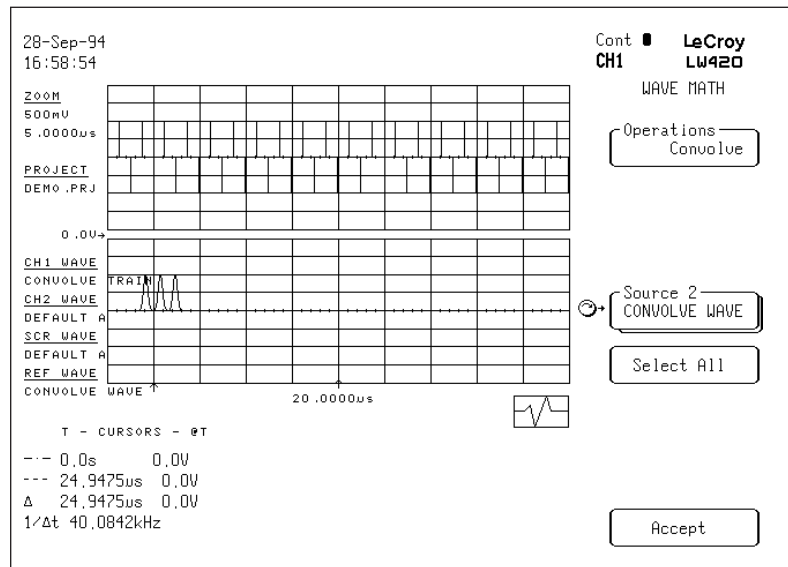 28-Sep-94
16:58:54
Cont
CH1
LeCroy
LW420
WAVE MATH
ZOOM
500mV
5.0000us
PROJECT
DEMO.PRJ
0.0V
CH1 WAVE
CONVOLVE TRAIN
CH2 WAVE
DEFAULT A
SCR WAVE
DEFAULT A
REF WAVE
CONVOLVE WAVE
20.0000us
Operations
Convolve
Source 2
CONVOLVE WAVE
Select All
Accept
T - CURSORS - @T
0.0s 0.0V
24.9475us 0.0V
Δ 24.9475us 0.0V
1/Δt 40.0842kHz